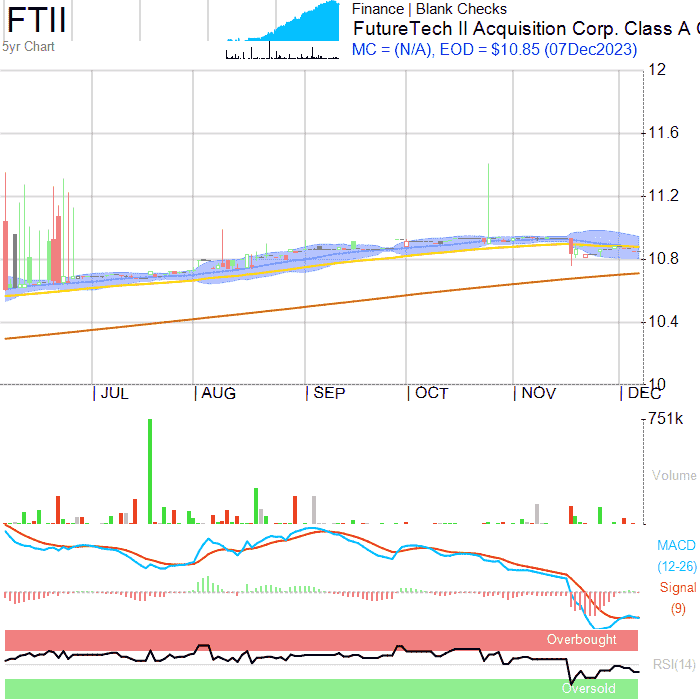 FTII
5yr Chart
Finance | Blank Checks
FutureTech II Acquisition Corp. Class A
MC = (N/A), EOD = $10.85 (07Dec2023)
12
11.6
11.2
10.8
10.4
10
JUL
AUG
SEP
OCT
NOV
DEC
751k
Volume
MACD
(12-26)
Signal
(9)
Overbought
RSI(14)
Oversold